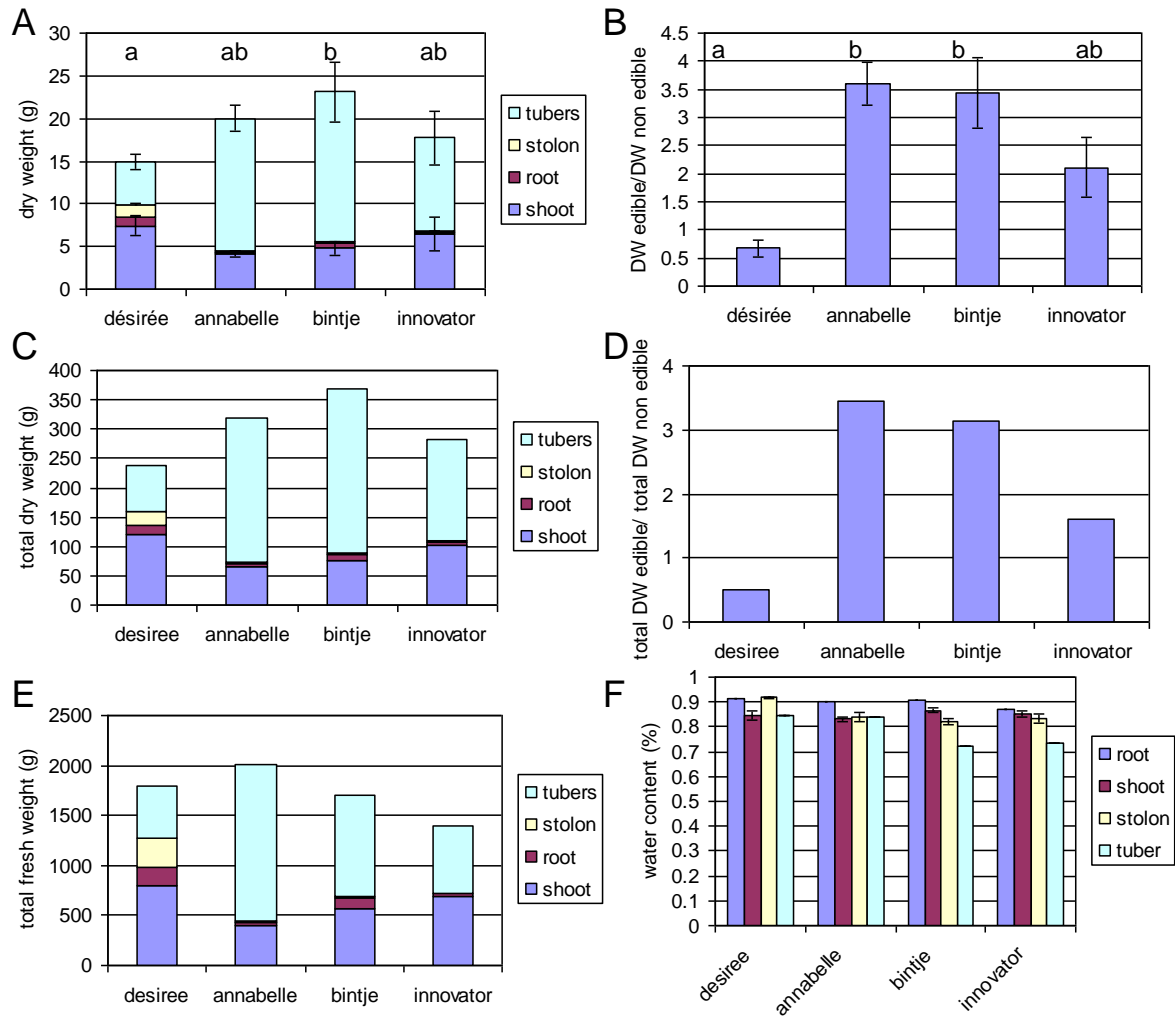 A
dry weight (g)
30
25
20
15
10
5
0
a ab b ab
désirée annabelle bintje innovator
tubers
stolon
root
shoot
B
DW edible/DW non edible
4.5
4
3.5
3
2.5
2
1.5
1
0.5
0
a b b ab
désirée annabelle bintje innovator
C
total dry weight (g)
400
350
300
250
200
150
100
50
0
desiree annabelle bintje innovator
tubers
stolon
root
shoot
D
total DW edible/ total DW non edible
4
3
2
1
0
desiree annabelle bintje innovator
E
total fresh weight (g)
2500
2000
1500
1000
500
0
desiree annabelle bintje innovator
tubers
stolon
root
shoot
F
water content (%)
1
0.9
0.8
0.7
0.6
0.5
0.4
0.3
0.2
0.1
0
desiree annabelle bintje innovator
root
shoot
stolon
tuber